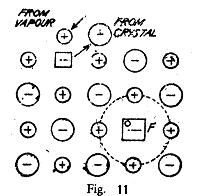 FROM VAPOUR
FROM CRYSTAL
+ −
+ − + − +
− + − + −
+ − + − F +
− + − + −
Fig. 11